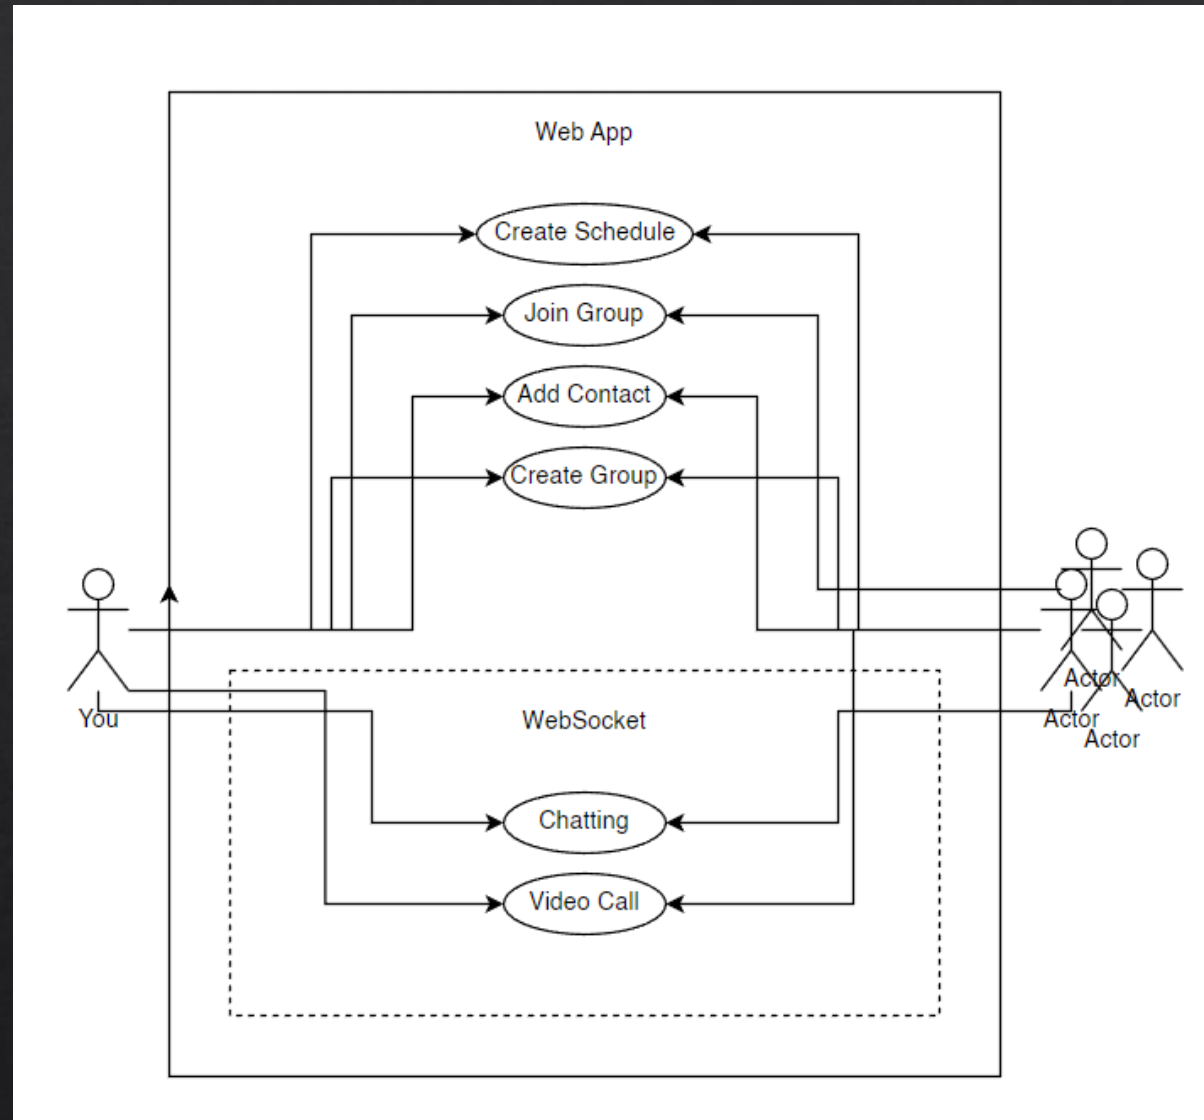 Web App
Create Schedule
Join Group
Add Contact
Create Group
You
WebSocket
Actor
Actor
Actor
Actor
Chatting
Video Call